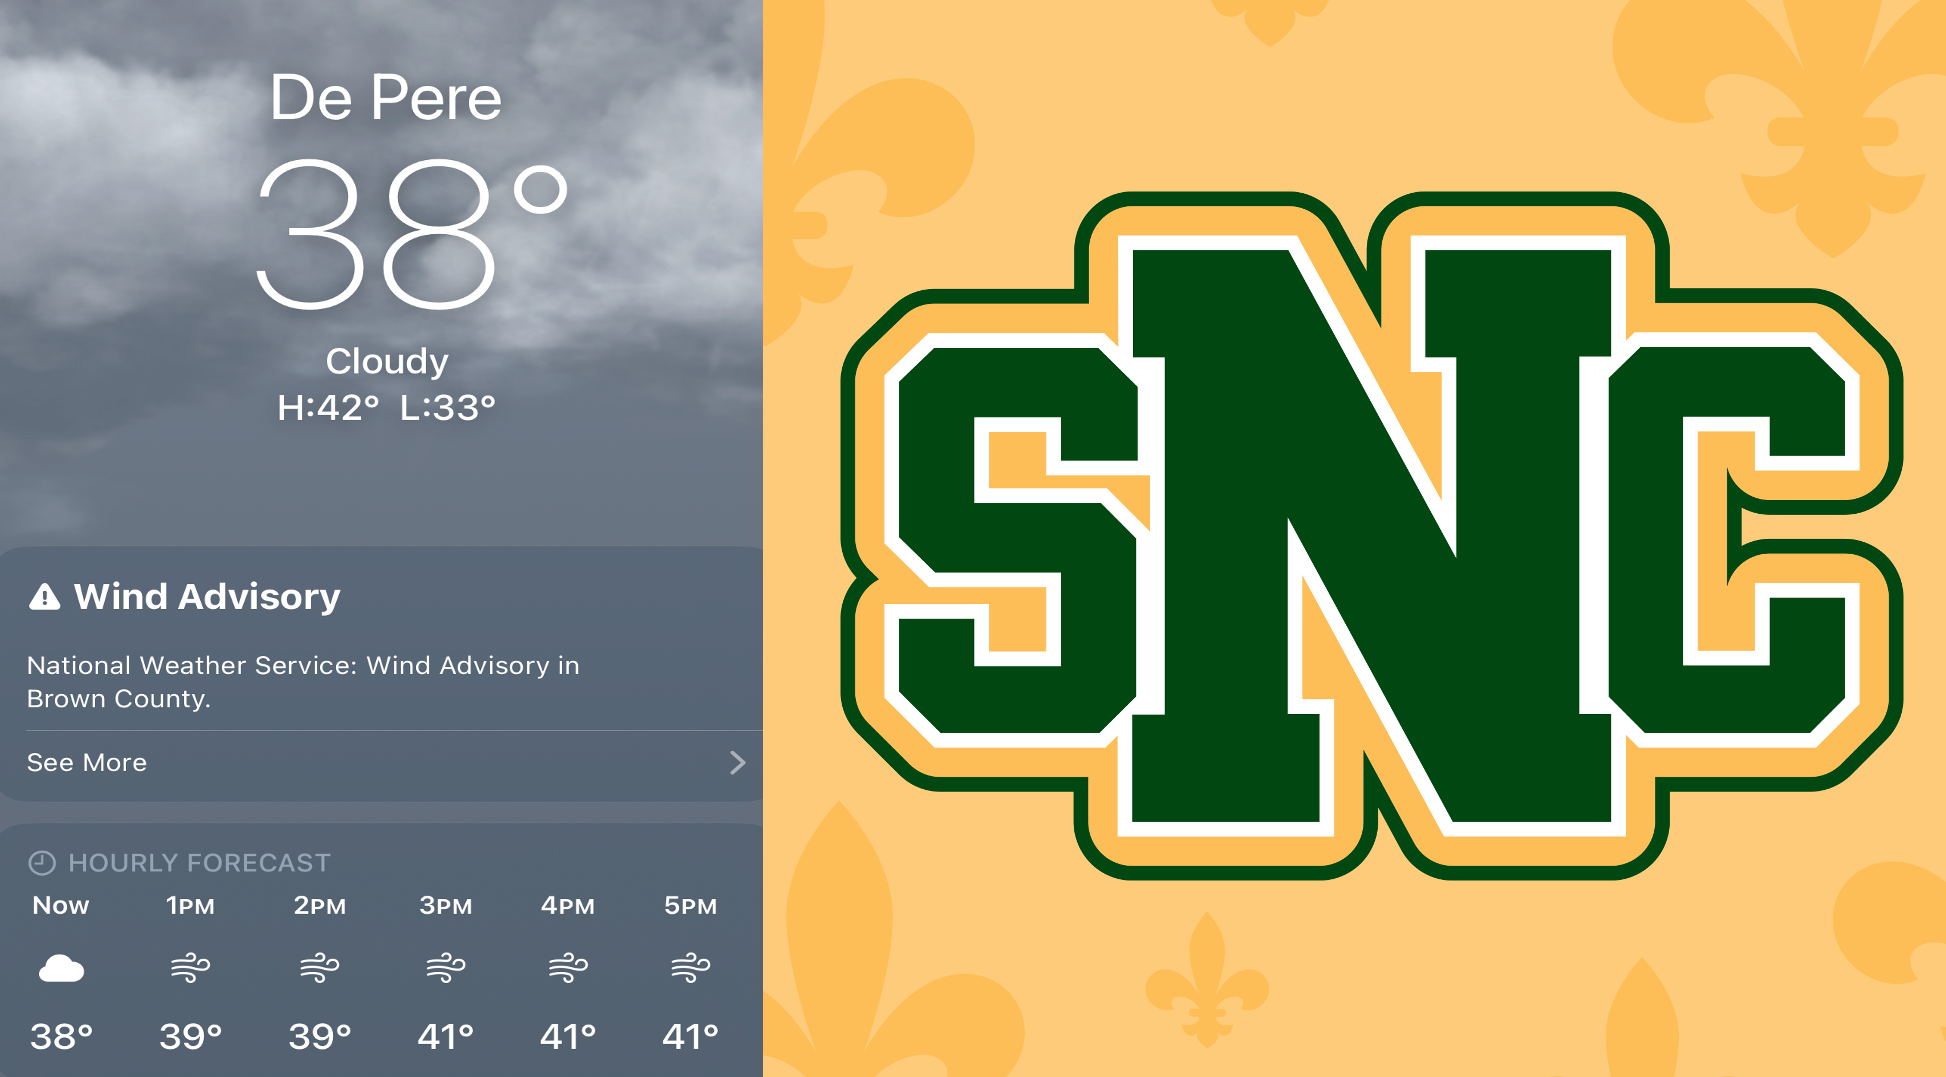 De Pere
38°
Cloudy
H:42° L:33°
Wind Advisory
National Weather Service: Wind Advisory in
Brown County.
See More
HOURLY FORECAST
Now 1PM 2PM 3PM 4PM 5PM
38° 39° 39° 41° 41° 41°
SNC